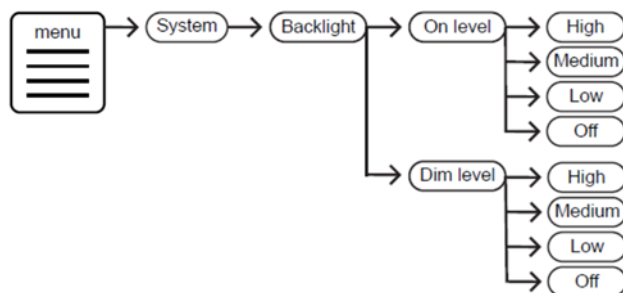 menu
System
Backlight
On level
High
Medium
Low
Off
Dim level
High
Medium
Low
Off